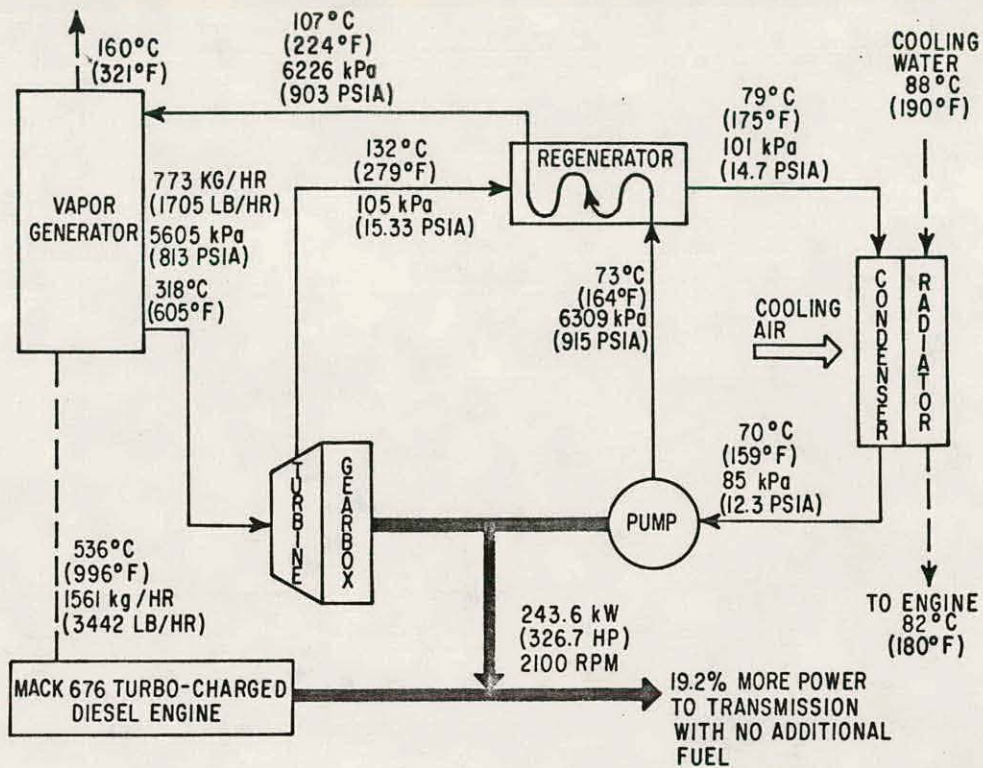 160°C
(321°F)
107°C
(224°F)
6226 kPa
(903 PSIA)
COOLING
WATER
88°C
(190°F)
79°C
(175°F)
101 kPa
(14.7 PSIA)
132°C
(279°F)
105 kPa
(15.33 PSIA)
REGENERATOR
VAPOR
GENERATOR
773 KG/HR
(1705 LB/HR)
5605 kPa
(813 PSIA)
318°C
(605°F)
73°C
(164°F)
6309 kPa
(915 PSIA)
COOLING
AIR
CONDENSER
RADIATOR
TURBINE
GEARBOX
PUMP
70°C
(159°F)
85 kPa
(12.3 PSIA)
536°C
(996°F)
1561 kg/HR
(3442 LB/HR)
243.6 kW
(326.7 HP)
2100 RPM
TO ENGINE
82°C
(180°F)
MACK 676 TURBO-CHARGED
DIESEL ENGINE
19.2% MORE POWER
TO TRANSMISSION
WITH NO ADDITIONAL
FUEL